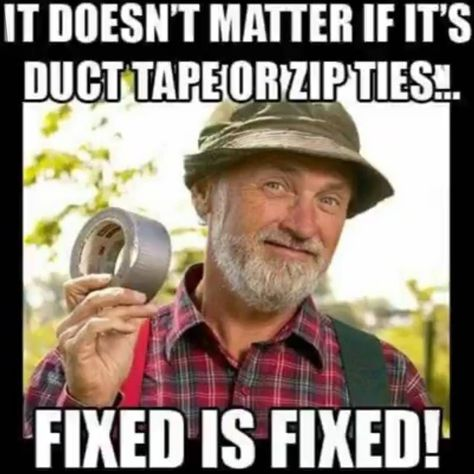 IT DOESN'T MATTER IF IT'S
DUCT TAPE OR ZIP TIES...
FIXED IS FIXED!